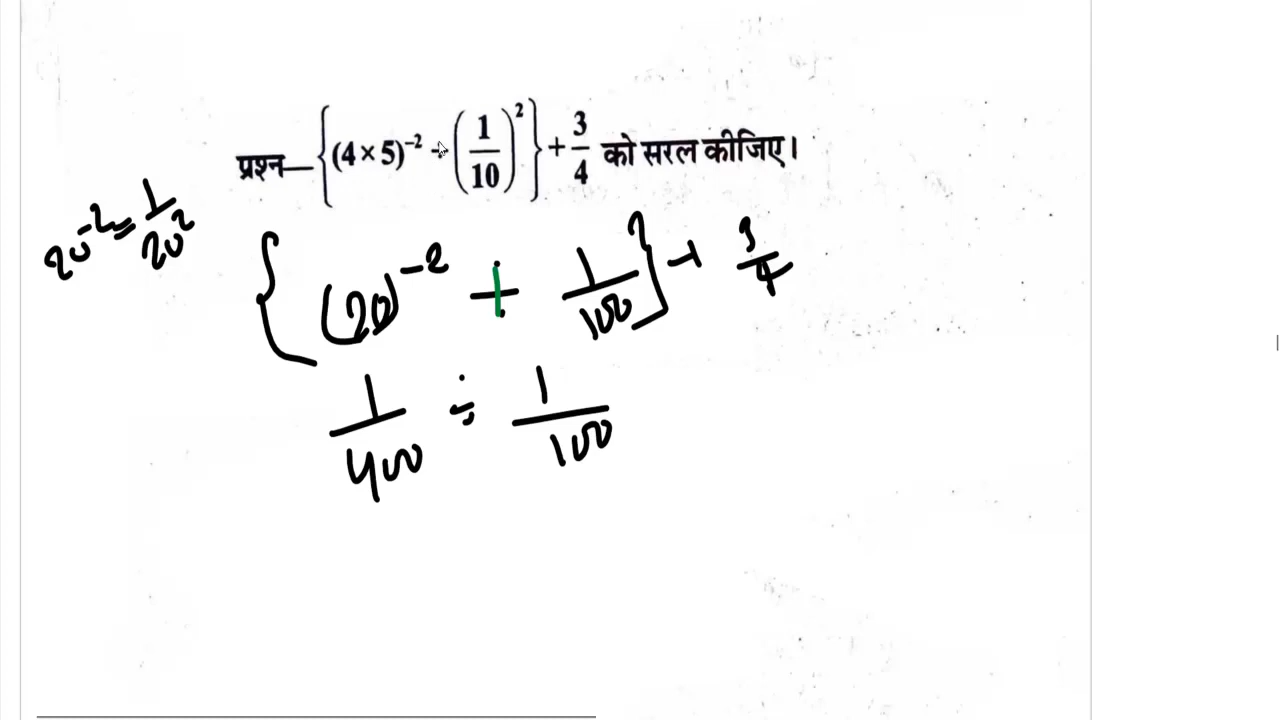 प्रश्न— {(4 × 5)⁻² ÷ (1/10)²} + 3/4 को सरल कीजिए।
20⁻² = 1/20²
{(20)⁻² ÷ 1/100} + 3/4
1/400 ÷ 1/100